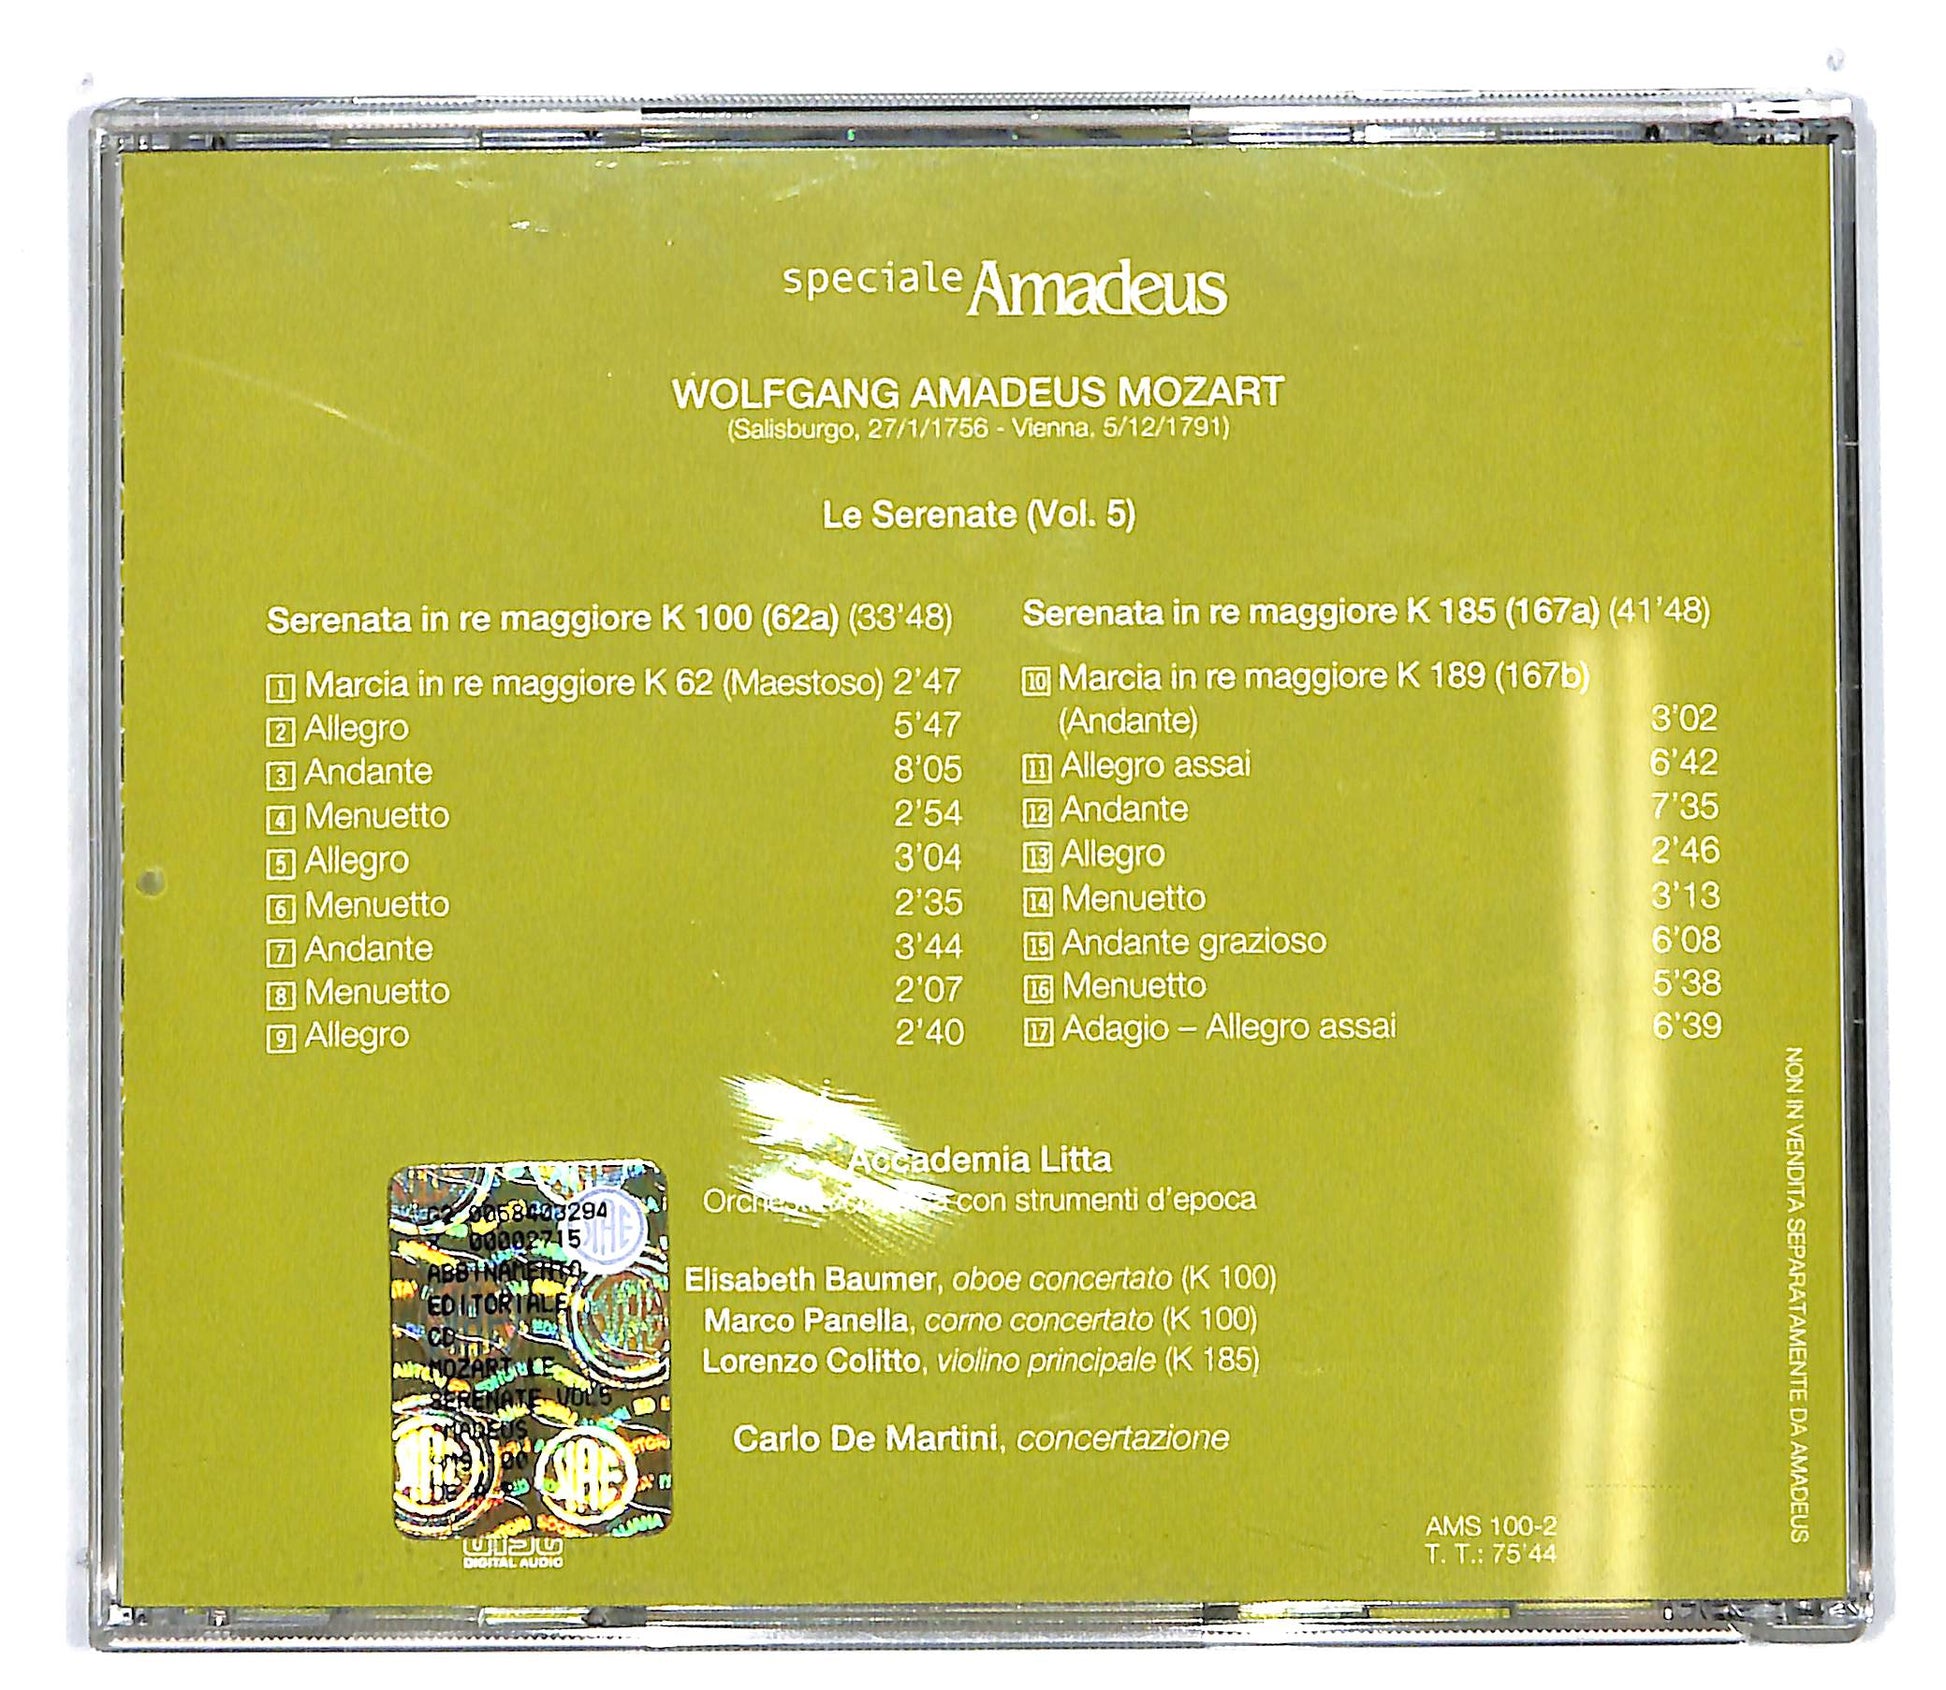 speciale Amadeus
WOLFGANG AMADEUS MOZART
(Salisburgo, 27/1/1756 - Vienna, 5/12/1791)
Le Serenate (Vol. 5)
Serenata in re maggiore K 100 (62a) (33'48)
1 Marcia in re maggiore K 62 (Maestoso) 2'47
2 Allegro 5'47
3 Andante 8'05
4 Menuetto 2'54
5 Allegro 3'04
6 Menuetto 2'35
7 Andante 3'44
8 Menuetto 2'07
9 Allegro 2'40
Serenata in re maggiore K 185 (167a) (41'48)
10 Marcia in re maggiore K 189 (167b)
(Andante) 3'02
11 Allegro assai 6'42
12 Andante 7'35
13 Allegro 2'46
14 Menuetto 3'13
15 Andante grazioso 6'08
16 Menuetto 5'38
17 Adagio – Allegro assai 6'39
Accademia Litta
con strumenti d'epoca
Elisabeth Baumer, oboe concertato (K 100)
Marco Panella, corno concertato (K 100)
Lorenzo Colitto, violino principale (K 185)
Carlo De Martini, concertazione
00002715
ABBINAMENTO
EDITORIALE
CD
MOZART LE
SERENATE VOL5
DIGITAL AUDIO
AMS 100-2
T. T.: 75'44
NON IN VENDITA SEPARATAMENTE DA AMADEUS